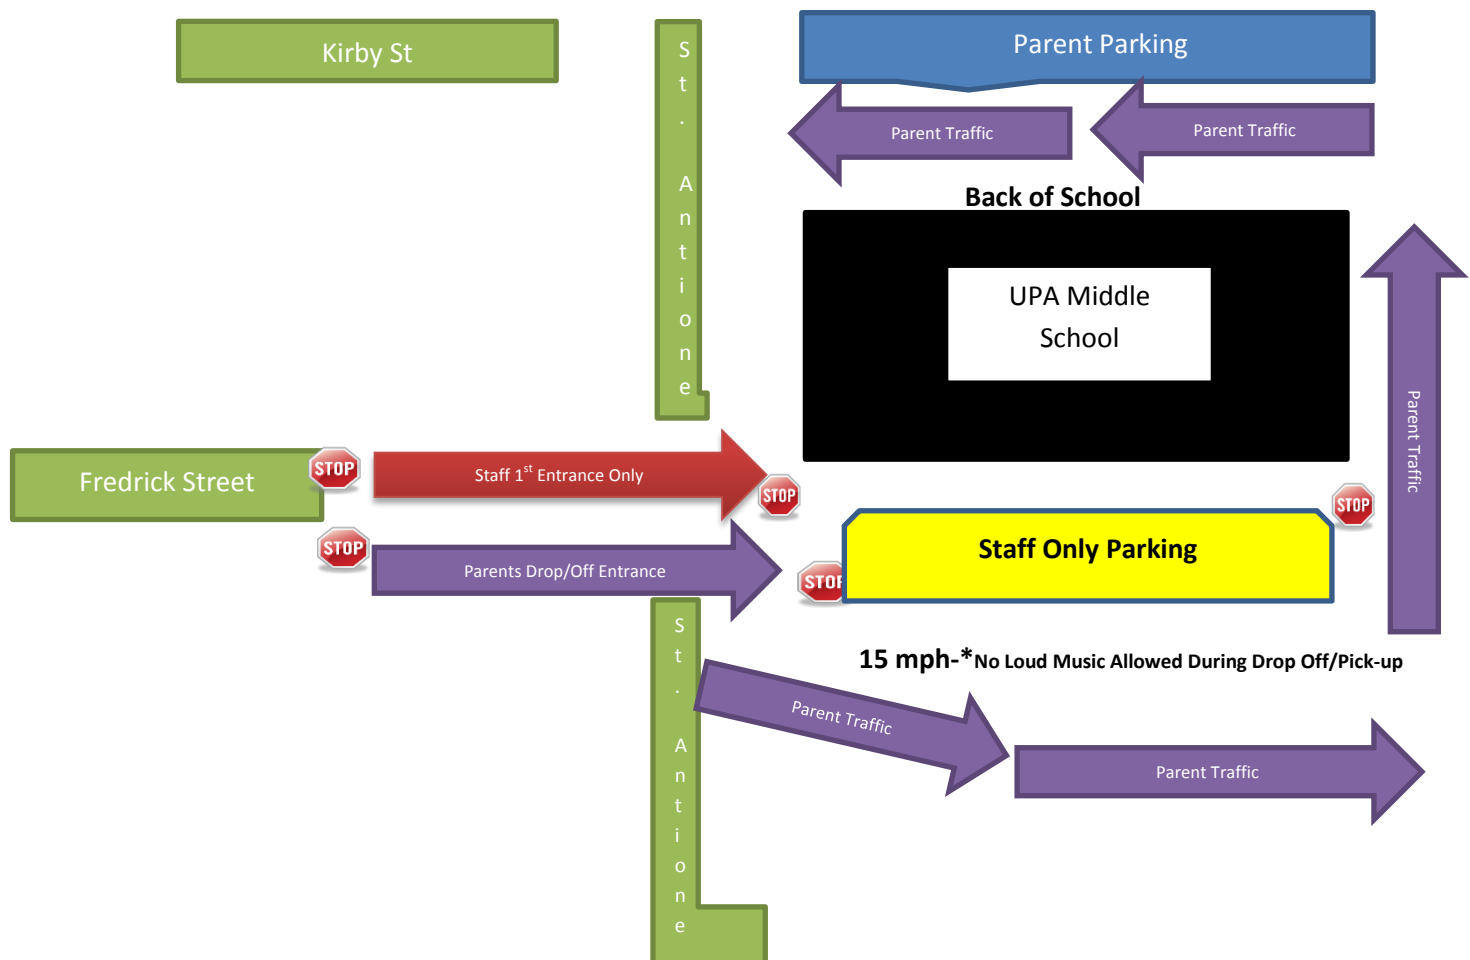 Kirby St
St. Antione
Parent Parking
Parent Traffic
Parent Traffic
Back of School
UPA Middle
School
Parent Traffic
Fredrick Street
STOP
Staff 1st Entrance Only
STOP
STOP
STOP
Parents Drop/Off Entrance
STOP
Staff Only Parking
St. Antione
15 mph-*No Loud Music Allowed During Drop Off/Pick-up
Parent Traffic
Parent Traffic